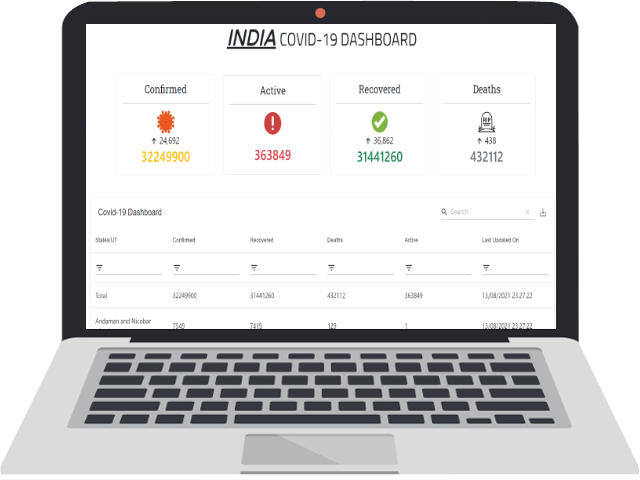 INDIA COVID-19 DASHBOARD
Confirmed
↑ 24,692
32249900
Active
363849
Recovered
↑ 36,862
31441260
Deaths
RIP
↑ 438
432112
Covid-19 Dashboard
Search
States/UT Confirmed Recovered Deaths Active Last Updated On
Total 32249900 31441260 432112 363849 13/08/2021 23:27:22
Andaman and Nicobar
7549 7419 129 1 13/08/2021 23:27:22